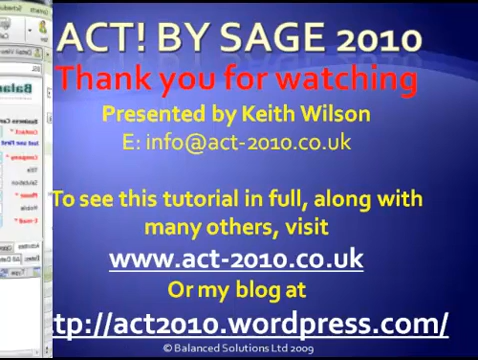 ACT! BY SAGE 2010
Thank you for watching
Presented by Keith Wilson
E: info@act-2010.co.uk
To see this tutorial in full, along with
many others, visit
www.act-2010.co.uk
Or my blog at
tp://act2010.wordpress.com/
© Balanced Solutions Ltd 2009